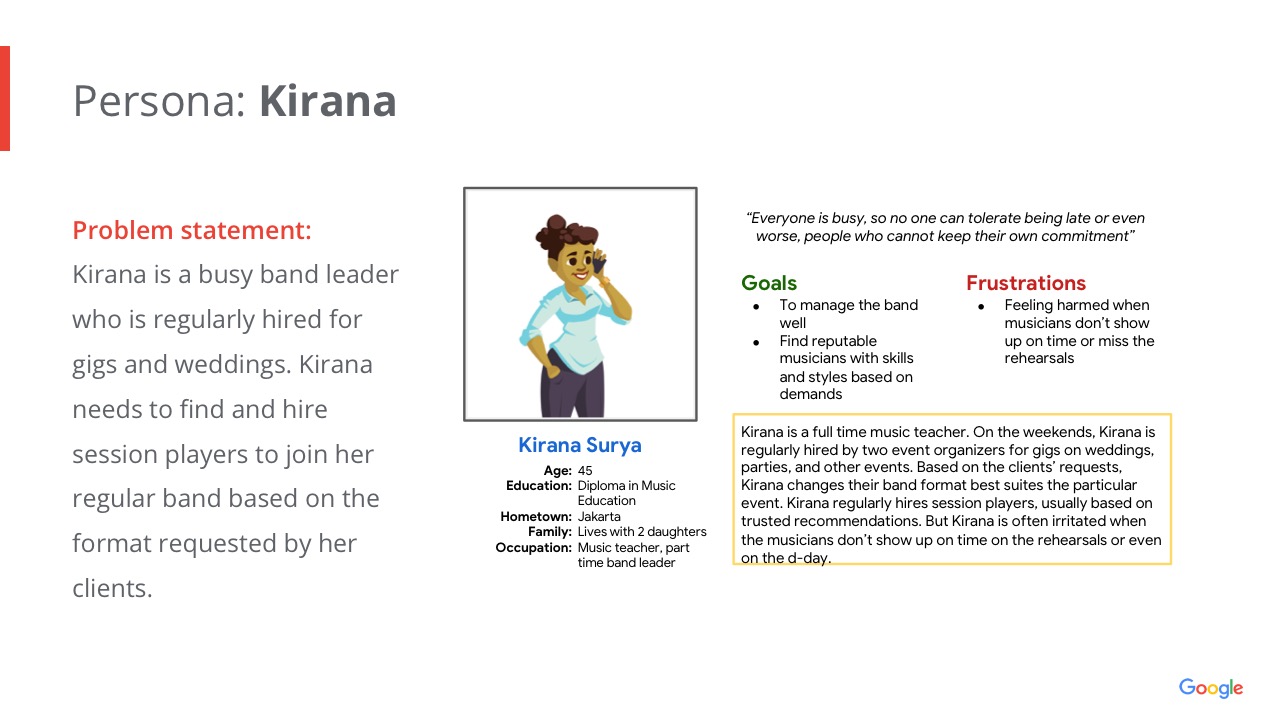 Persona: Kirana
Problem statement:
Kirana is a busy band leader
who is regularly hired for
gigs and weddings. Kirana
needs to find and hire
session players to join her
regular band based on the
format requested by her
clients.
Kirana Surya
Age: 45
Education: Diploma in Music
Education
Hometown: Jakarta
Family: Lives with 2 daughters
Occupation: Music teacher, part
time band leader
“Everyone is busy, so no one can tolerate being late or even
worse, people who cannot keep their own commitment”
Goals
● To manage the band
well
● Find reputable
musicians with skills
and styles based on
demands
Frustrations
● Feeling harmed when
musicians don’t show
up on time or miss the
rehearsals
Kirana is a full time music teacher. On the weekends, Kirana is
regularly hired by two event organizers for gigs on weddings,
parties, and other events. Based on the clients’ requests,
Kirana changes their band format best suites the particular
event. Kirana regularly hires session players, usually based on
trusted recommendations. But Kirana is often irritated when
the musicians don’t show up on time on the rehearsals or even
on the d-day.
Google